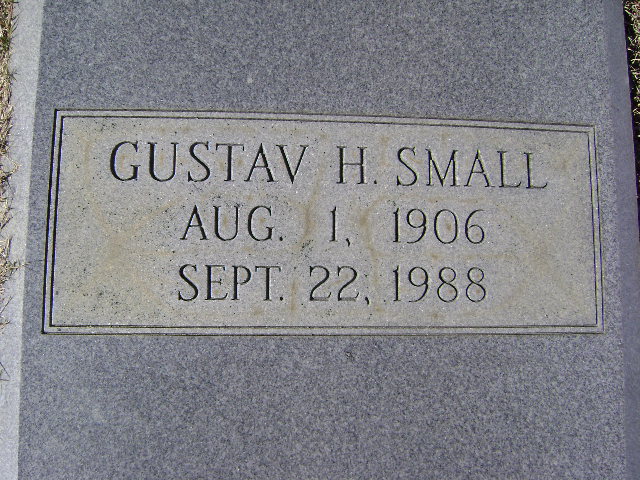 GUSTAV H. SMALL
AUG. 1, 1906
SEPT. 22, 1988